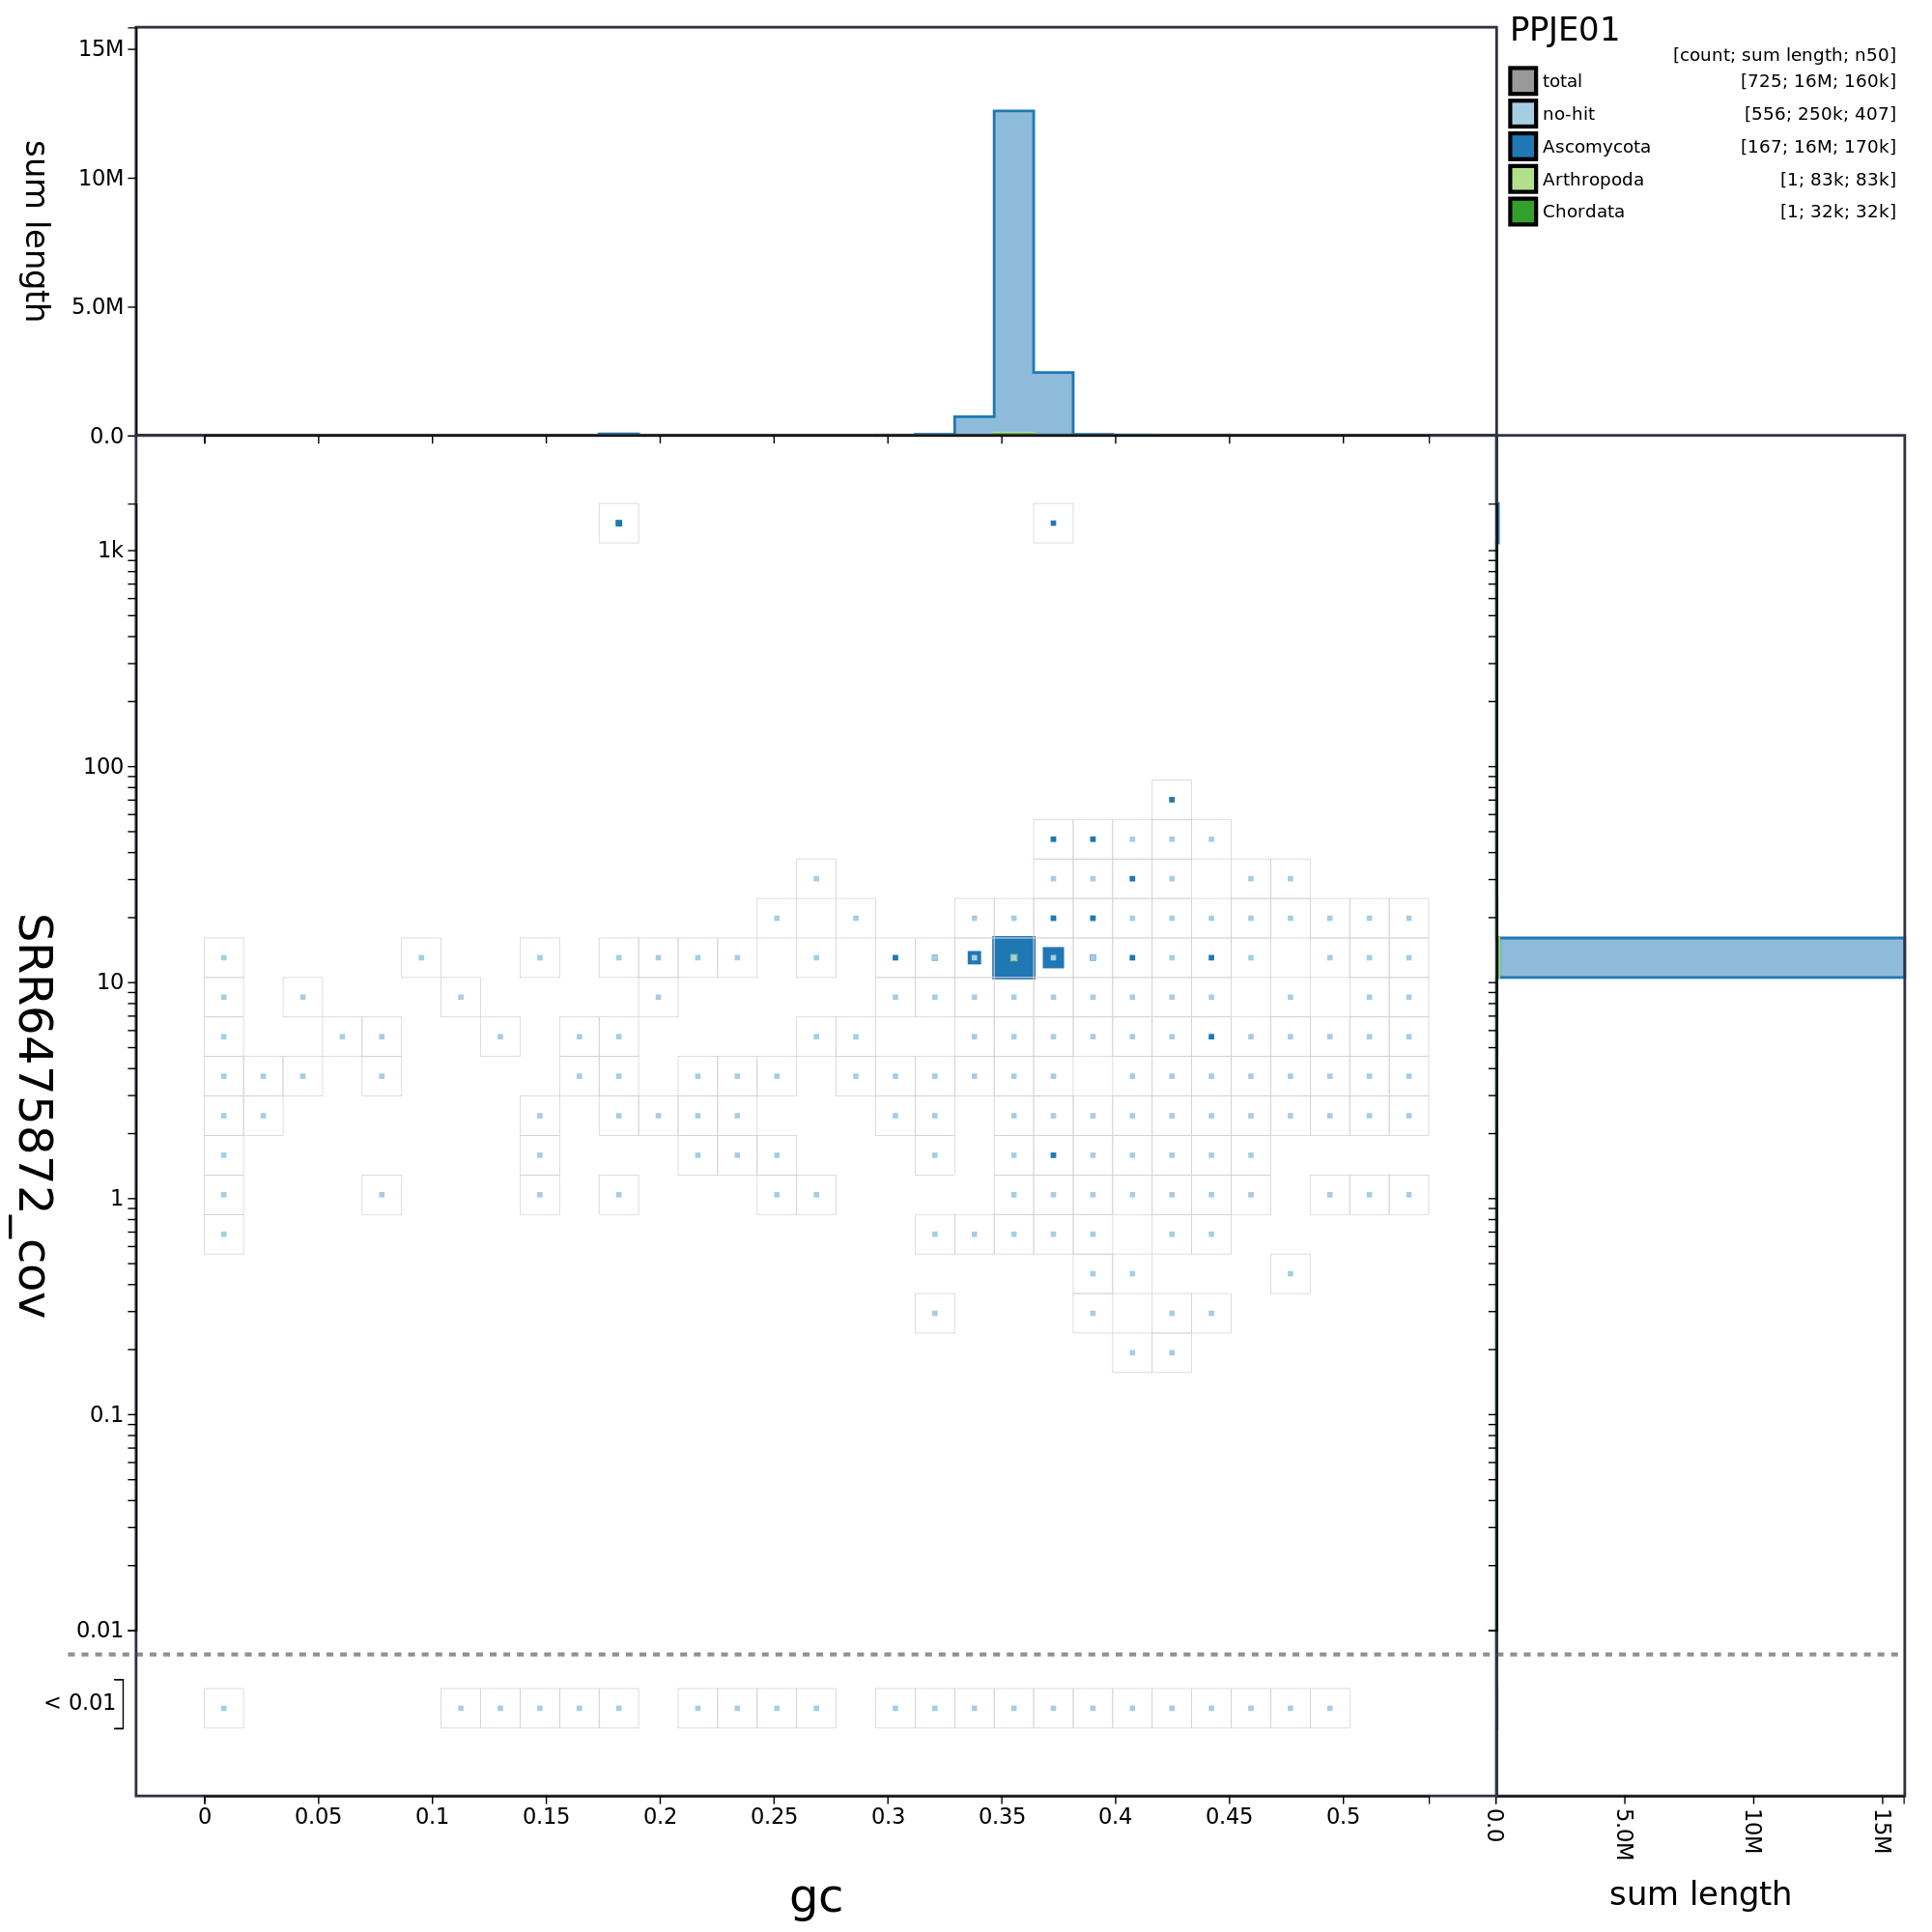 PPJE01
[count; sum length; n50]
total [725; 16M; 160k]
no-hit [556; 250k; 407]
Ascomycota [167; 16M; 170k]
Arthropoda [1; 83k; 83k]
Chordata [1; 32k; 32k]
sum length
15M
10M
5.0M
0.0
SRR6475872_cov
1k
100
10
1
0.1
0.01
< 0.01
0 0.05 0.1 0.15 0.2 0.25 0.3 0.35 0.4 0.45 0.5
gc
0.0 5.0M 10M 15M
sum length